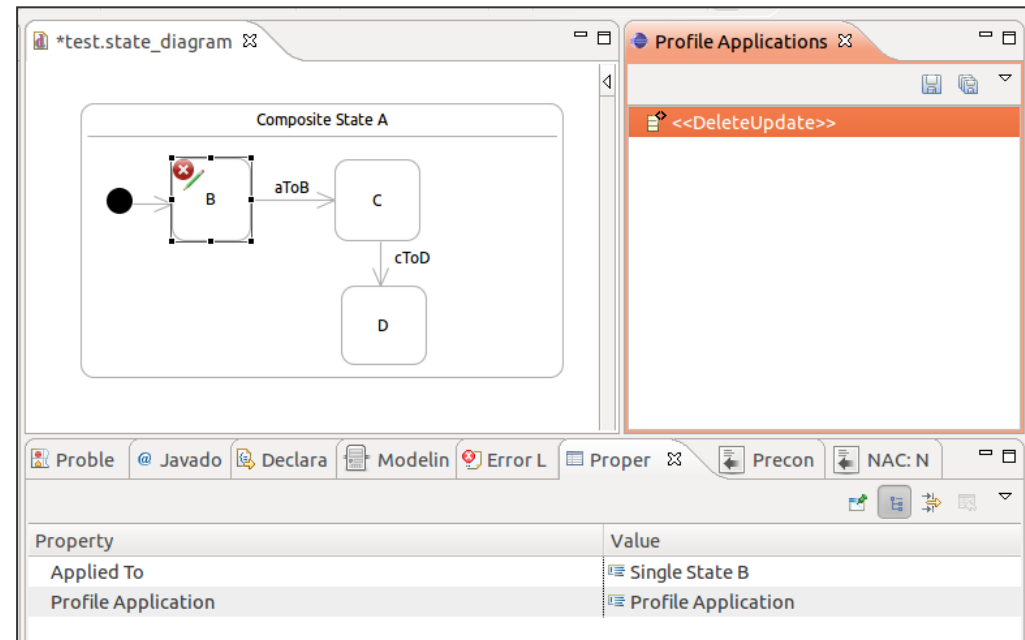 *test.state_diagram
Profile Applications
Composite State A
B
aToB
C
cToD
D
<<DeleteUpdate>>
Proble
@ Javado
Declara
Modelin
Error L
Proper
Precon
NAC: N
Property Value
Applied To Single State B
Profile Application Profile Application